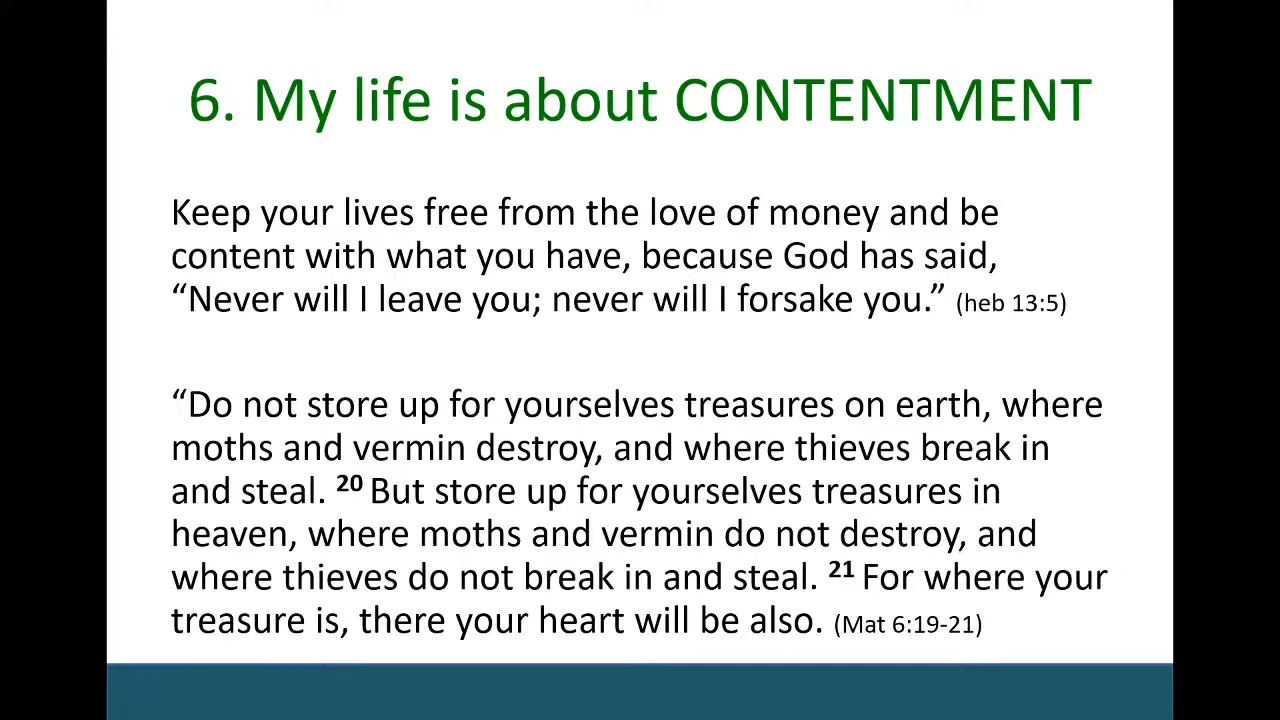 6. My life is about CONTENTMENT
Keep your lives free from the love of money and be
content with what you have, because God has said,
“Never will I leave you; never will I forsake you.” (heb 13:5)
“Do not store up for yourselves treasures on earth, where
moths and vermin destroy, and where thieves break in
and steal. 20 But store up for yourselves treasures in
heaven, where moths and vermin do not destroy, and
where thieves do not break in and steal. 21 For where your
treasure is, there your heart will be also. (Mat 6:19-21)